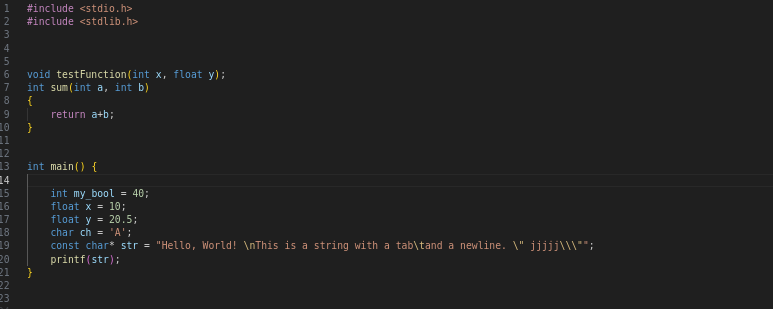 1 #include <stdio.h>
2 #include <stdlib.h>
3
4
5
6 void testFunction(int x, float y);
7 int sum(int a, int b)
8 {
9     return a+b;
10 }
11
12
13 int main() {
14
15     int my_bool = 40;
16     float x = 10;
17     float y = 20.5;
18     char ch = 'A';
19     const char* str = "Hello, World! \nThis is a string with a tab\tand a newline. \" jjjjj\\\"";
20     printf(str);
21 }
22
23